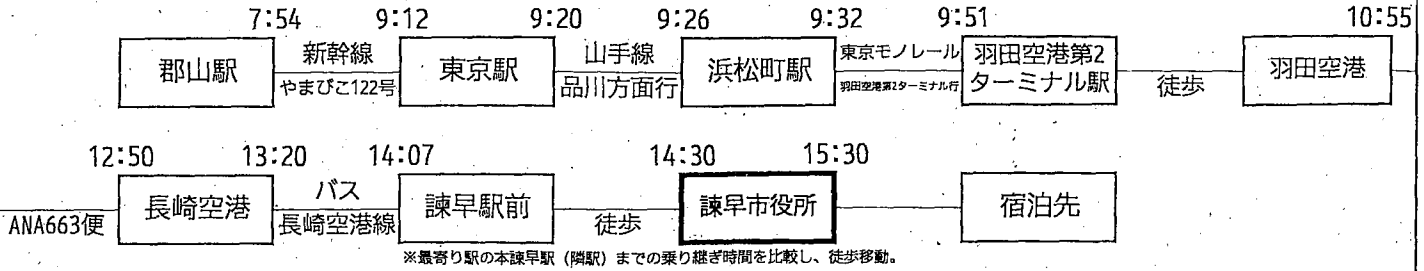 7:54 9:12 9:20 9:26 9:32 9:51 10:55
郡山駅 新幹線 やまびこ122号 東京駅 山手線 品川方面行 浜松町駅 東京モノレール 羽田空港第2ターミナル行 羽田空港第2ターミナル駅 徒歩 羽田空港
12:50 13:20 14:07 14:30 15:30
ANA663便 長崎空港 バス 長崎空港線 諫早駅前 徒歩 諫早市役所 宿泊先
※最寄り駅の本諫早駅（隣駅）までの乗り継ぎ時間を比較し、徒歩移動。